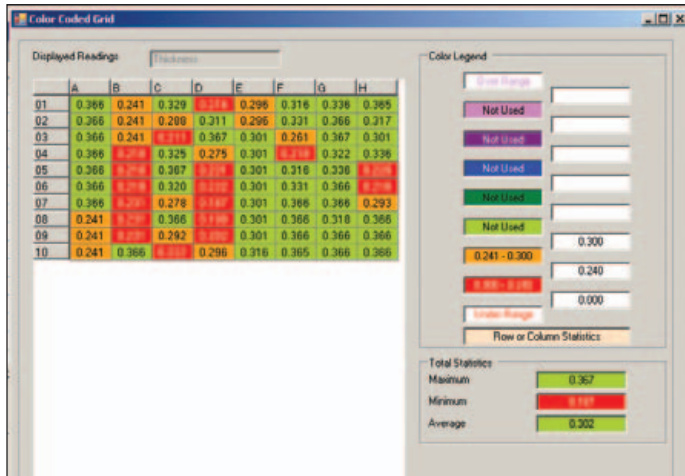 Color Coded Grid
Displayed Readings Thickness
A B C D E F G H
01 0.366 0.241 0.329 0.296 0.316 0.336 0.365
02 0.366 0.241 0.288 0.311 0.296 0.331 0.366 0.317
03 0.366 0.241 0.367 0.301 0.261 0.367 0.301
04 0.366 0.325 0.275 0.301 0.322 0.336
05 0.366 0.367 0.301 0.316 0.336
06 0.366 0.320 0.301 0.331 0.366
07 0.366 0.278 0.301 0.366 0.366 0.293
08 0.241 0.366 0.301 0.366 0.318 0.366
09 0.241 0.292 0.301 0.366 0.366 0.366
10 0.241 0.366 0.296 0.316 0.365 0.366 0.366
Color Legend
Over Range
Not Used
Not Used
Not Used
Not Used
Not Used
0.300
0.241 - 0.300
0.240
0.000
Under Range
Row or Column Statistics
Total Statistics
Maximum 0.367
Minimum
Average 0.302